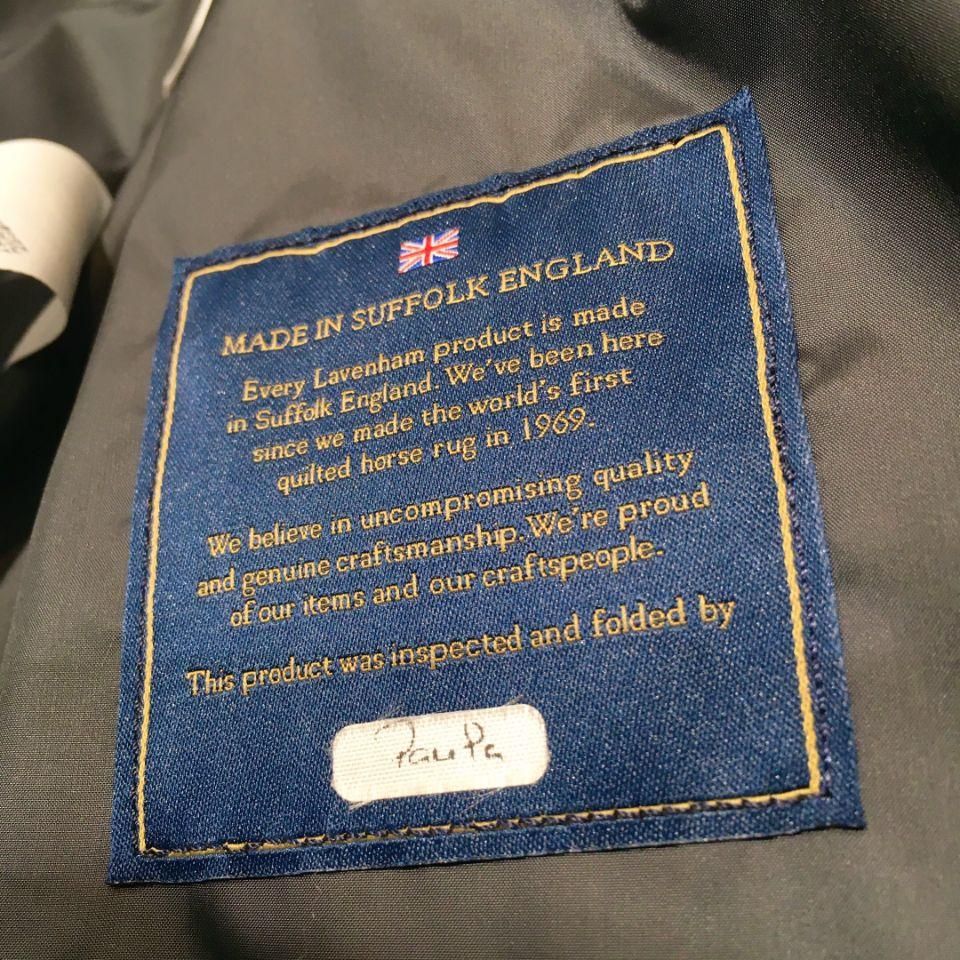 MADE IN SUFFOLK ENGLAND
Every Lavenham product is made
in Suffolk England. We've been here
since we made the world's first
quilted horse rug in 1969.
We believe in uncompromising quality
and genuine craftsmanship. We're proud
of our items and our craftspeople.
This product was inspected and folded by